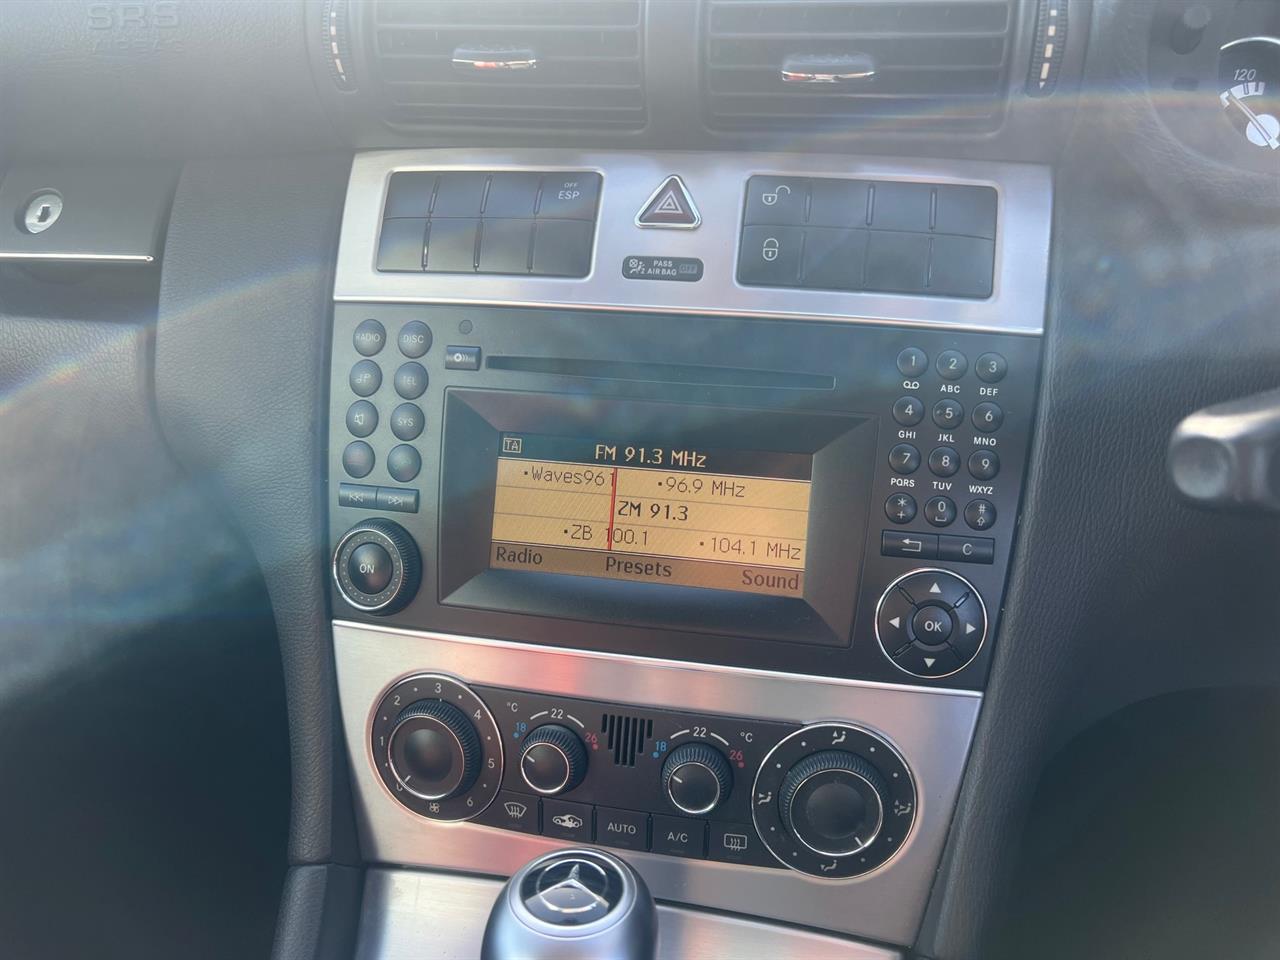 SRS
AIRBAG
120
OFF
ESP
PASS
AIR BAG OFF
2
RADIO
DISC
TEL
SYS
ON
TA
FM 91.3 MHz
•Waves961
•96.9 MHz
ZM 91.3
•ZB 100.1
•104.1 MHz
Radio
Presets
Sound
1 2 3
ABC DEF
4 5 6
GHI JKL MNO
7 8 9
PQRS TUV WXYZ
* 0 #
+
C
OK
0 1 2 3 4 5 6
°C
18 22 26
18 22 26
°C
AUTO
A/C